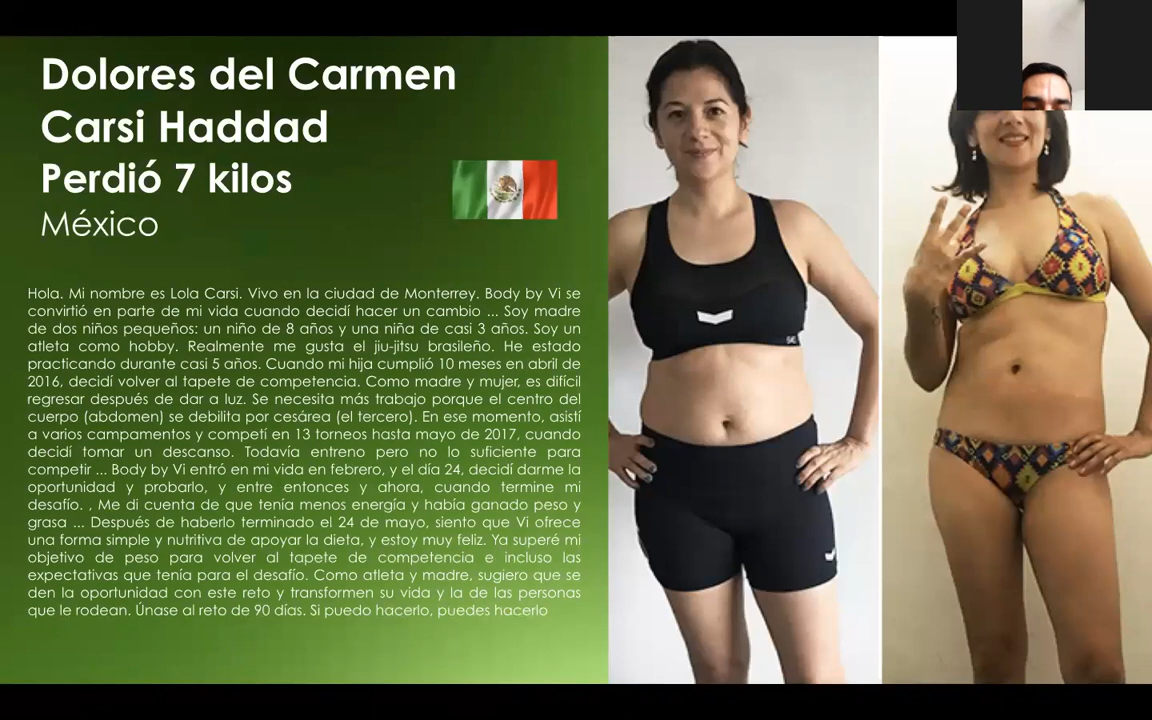 Dolores del Carmen
Carsi Haddad
Perdió 7 kilos
México
Hola. Mi nombre es Lola Carsi. Vivo en la ciudad de Monterrey. Body by Vi se
convirtió en parte de mi vida cuando decidí hacer un cambio ... Soy madre
de dos niños pequeños: un niño de 8 años y una niña de casi 3 años. Soy un
atleta como hobby. Realmente me gusta el jiu-jitsu brasileño. He estado
practicando durante casi 5 años. Cuando mi hija cumplió 10 meses en abril de
2016, decidí volver al tapete de competencia. Como madre y mujer, es difícil
regresar después de dar a luz. Se necesita más trabajo porque el centro del
cuerpo (abdomen) se debilita por cesárea (el tercero). En ese momento, asistí
a varios campamentos y competí en 13 torneos hasta mayo de 2017, cuando
decidí tomar un descanso. Todavía entreno pero no lo suficiente para
competir ... Body by Vi entró en mi vida en febrero, y el día 24, decidí darme la
oportunidad y probarlo, y entre entonces y ahora, cuando termine mi
desafío. , Me di cuenta de que tenía menos energía y había ganado peso y
grasa ... Después de haberlo terminado el 24 de mayo, siento que Vi ofrece
una forma simple y nutritiva de apoyar la dieta, y estoy muy feliz. Ya superé mi
objetivo de peso para volver al tapete de competencia e incluso las
expectativas que tenía para el desafío. Como atleta y madre, sugiero que se
den la oportunidad con este reto y transformen su vida y la de las personas
que le rodean. Únase al reto de 90 días. Si puedo hacerlo, puedes hacerlo